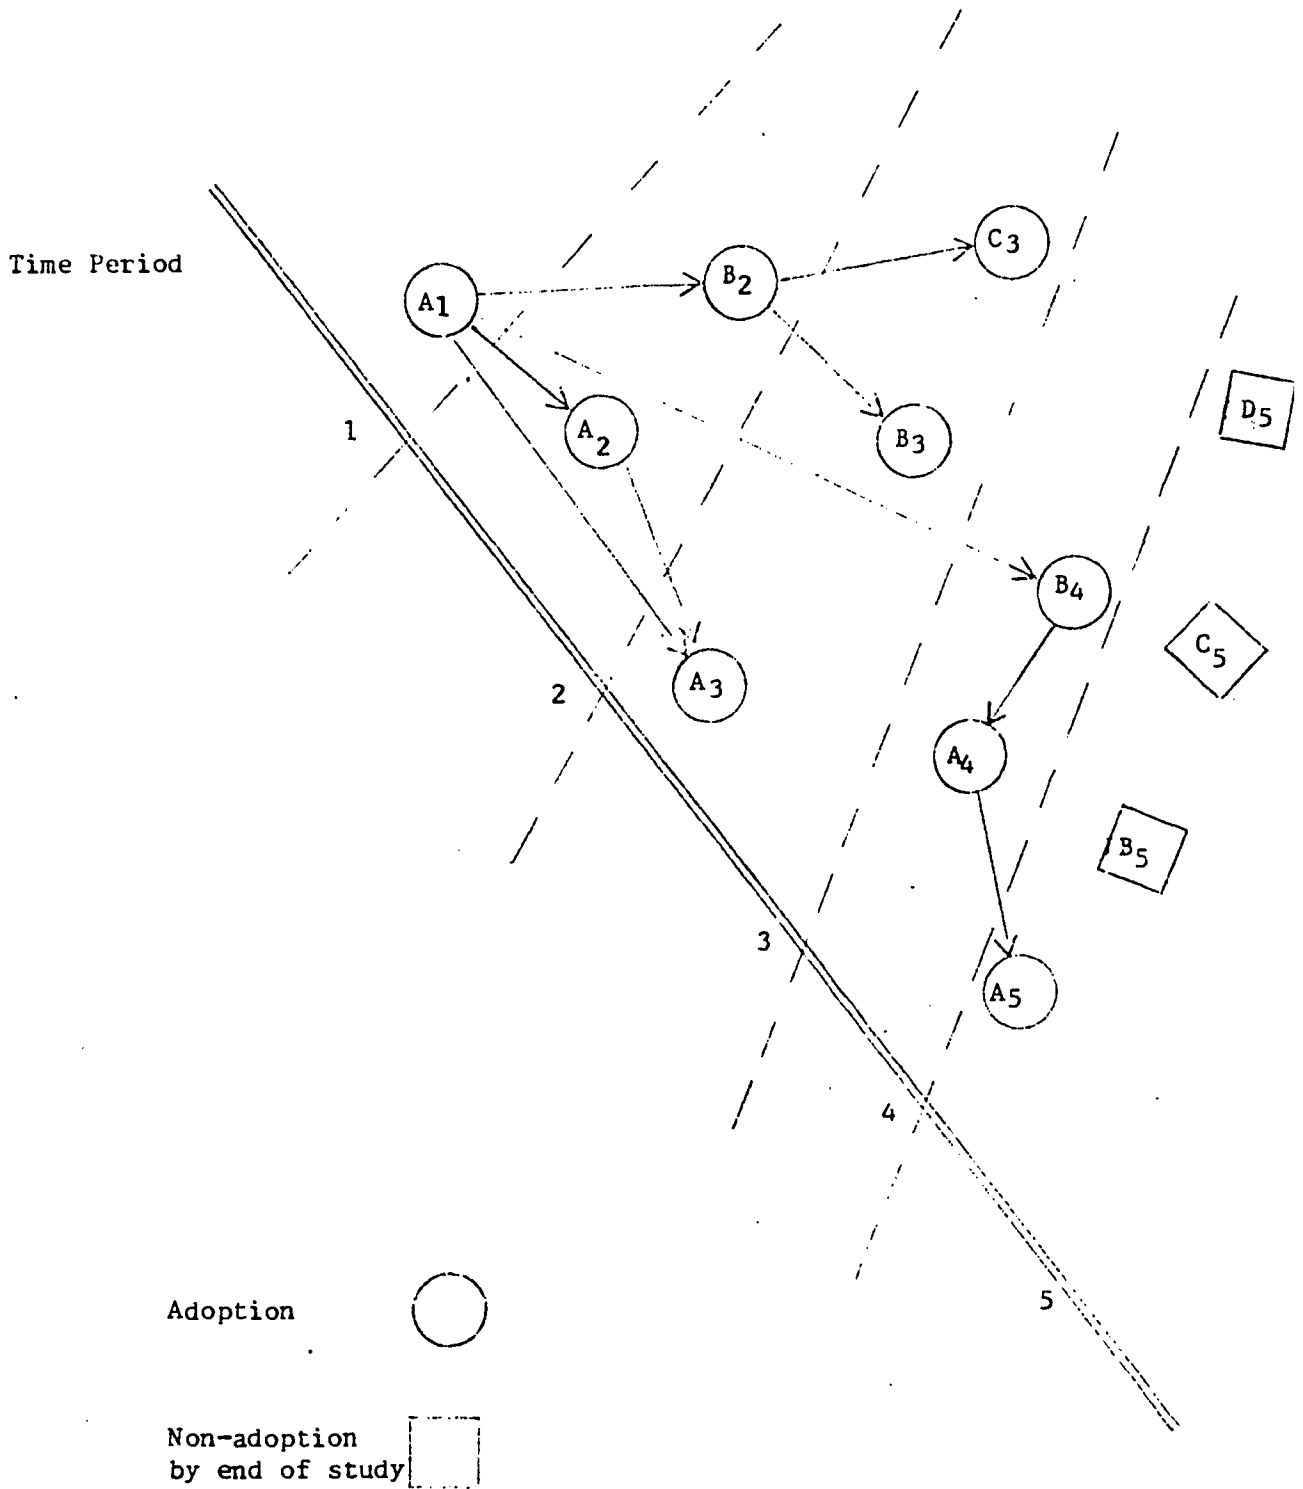 Time Period
A1
B2
C3
A2
B3
D5
1
B4
C5
2
A3
A4
B5
3
A5
4
5
Adoption
Non-adoption
by end of study